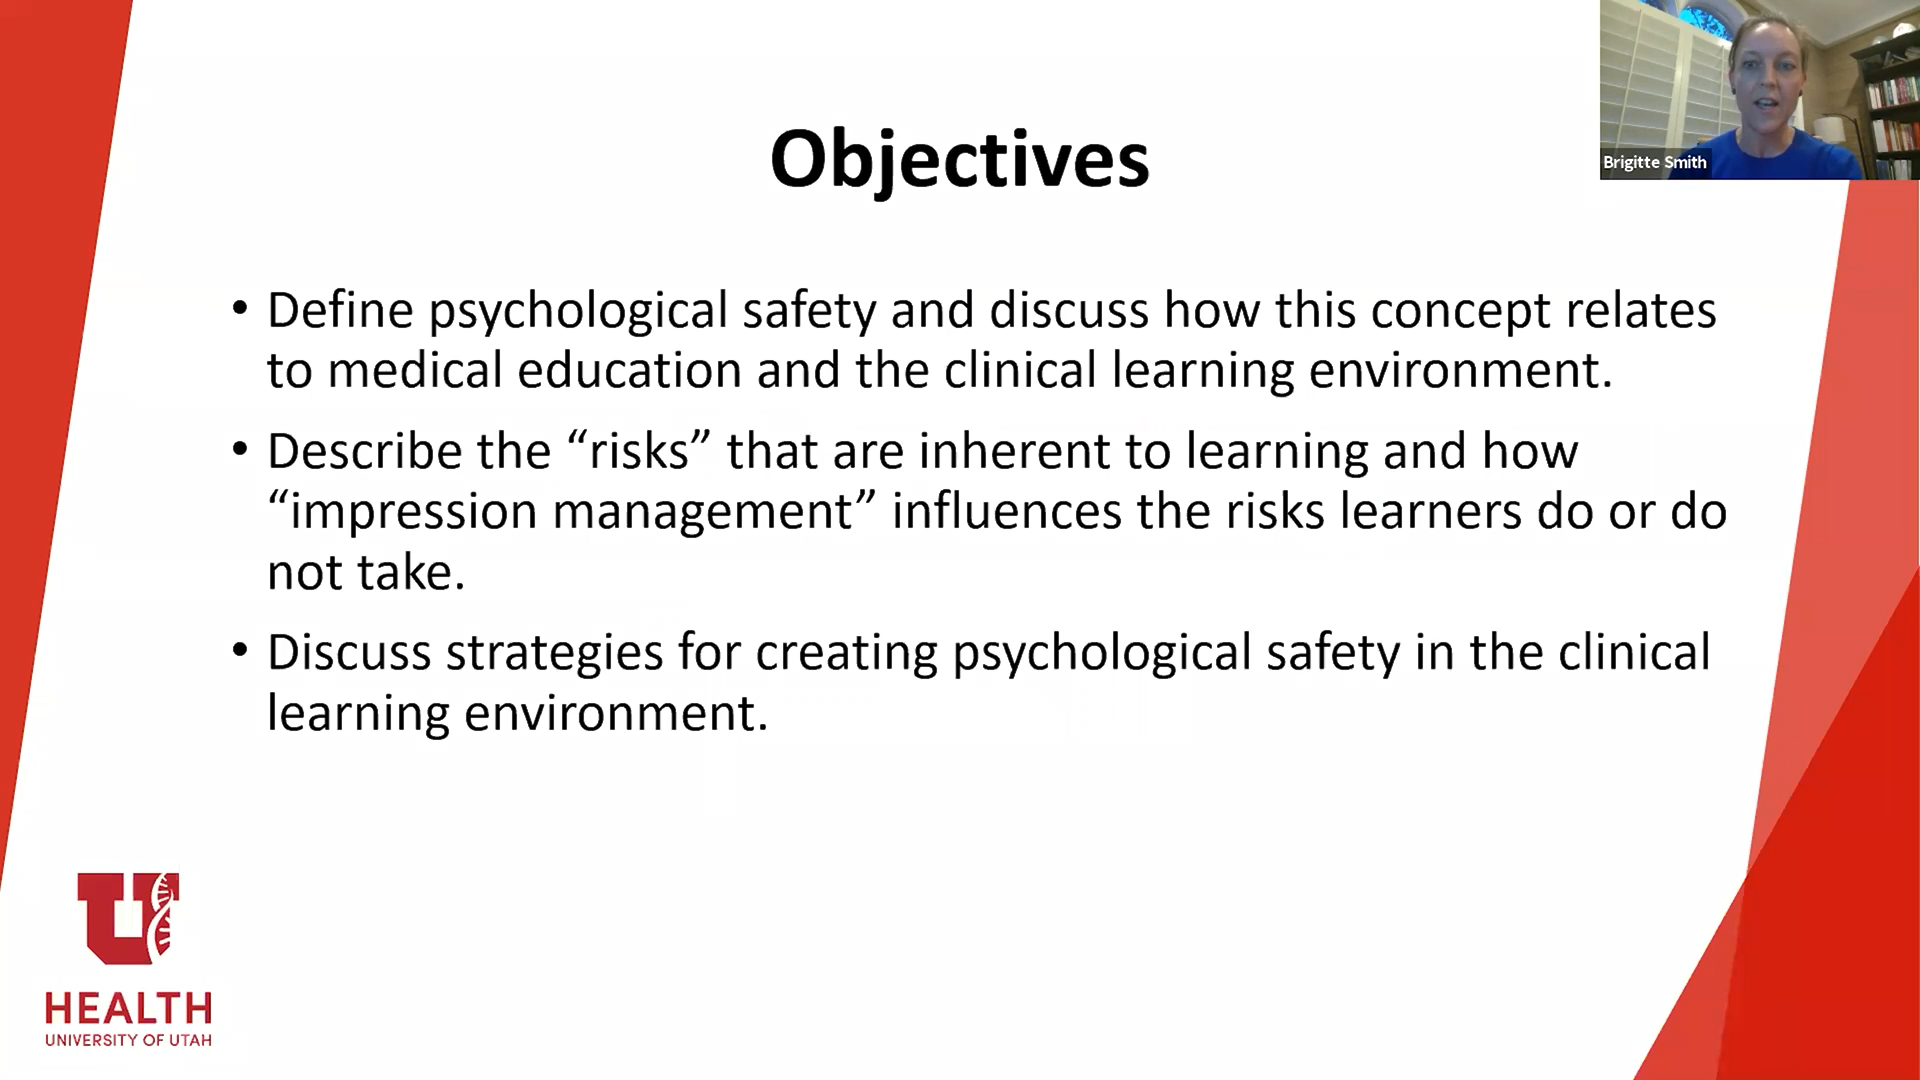 Objectives
Brigitte Smith
• Define psychological safety and discuss how this concept relates
to medical education and the clinical learning environment.
• Describe the “risks” that are inherent to learning and how
“impression management” influences the risks learners do or do
not take.
• Discuss strategies for creating psychological safety in the clinical
learning environment.
U
HEALTH
UNIVERSITY OF UTAH